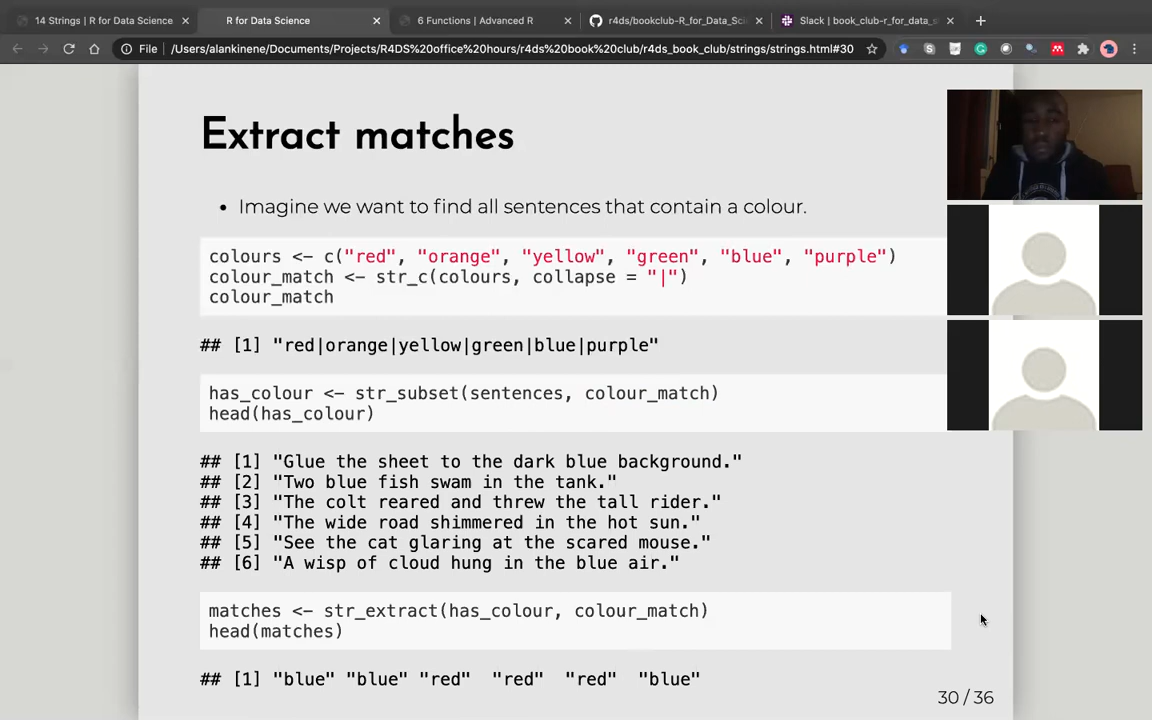 14 Strings | R for Data Science
R for Data Science
6 Functions | Advanced R
r4ds/bookclub-R_for_Data_Sci
Slack | book_club-r_for_data_s
File
/Users/alankinene/Documents/Projects/R4DS%20office%20hours/r4ds%20book%20club/r4ds_book_club/strings/strings.html#30
Extract matches
• Imagine we want to find all sentences that contain a colour.
colours <- c("red", "orange", "yellow", "green", "blue", "purple")
colour_match <- str_c(colours, collapse = "|")
colour_match
## [1] "red|orange|yellow|green|blue|purple"
has_colour <- str_subset(sentences, colour_match)
head(has_colour)
## [1] "Glue the sheet to the dark blue background."
## [2] "Two blue fish swam in the tank."
## [3] "The colt reared and threw the tall rider."
## [4] "The wide road shimmered in the hot sun."
## [5] "See the cat glaring at the scared mouse."
## [6] "A wisp of cloud hung in the blue air."
matches <- str_extract(has_colour, colour_match)
head(matches)
## [1] "blue" "blue" "red"  "red"  "red"  "blue"
30 / 36